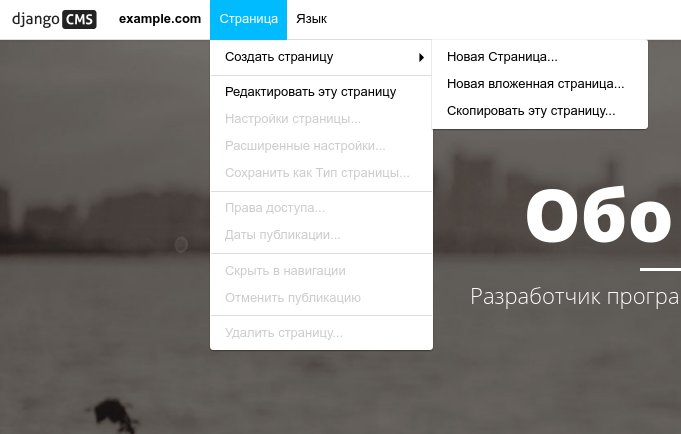 django CMS example.com Страница Язык
Создать страницу
Новая Страница...
Новая вложенная страница...
Скопировать эту страницу...
Редактировать эту страницу
Настройки страницы...
Расширенные настройки...
Сохранить как Тип страницы...
Права доступа...
Даты публикации...
Скрыть в навигации
Отменить публикацию
Удалить страницу...
Обо
Разработчик програ